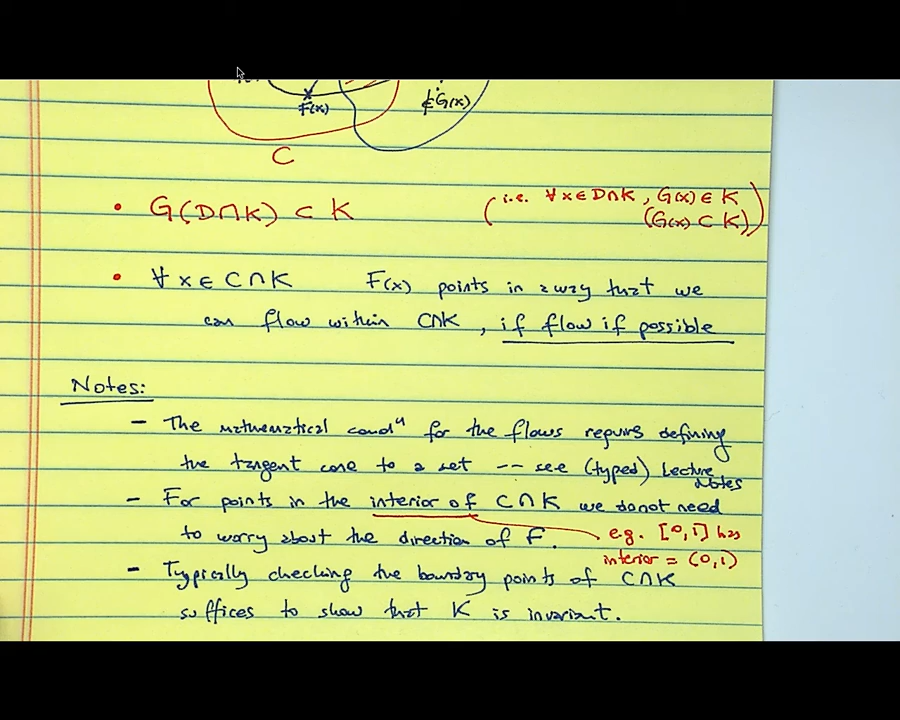 F(x)
∉G(x)
C
• G(D∩K) ⊂ K (i.e. ∀x∈D∩K, G(x)∈K
(G(x) ⊂ K))
• ∀x∈C∩K F(x) points in a way that we
can flow within C∩K, if flow if possible
Notes:
- The mathematical condⁿ for the flows requires defining
the tangent cone to a set -- see (typed) Lecture
Notes
- For points in the interior of C∩K we do not need
to worry about the direction of F. e.g. [0,1] has
interior = (0,1)
- Typically checking the boundary points of C∩K
suffices to show that K is invariant.